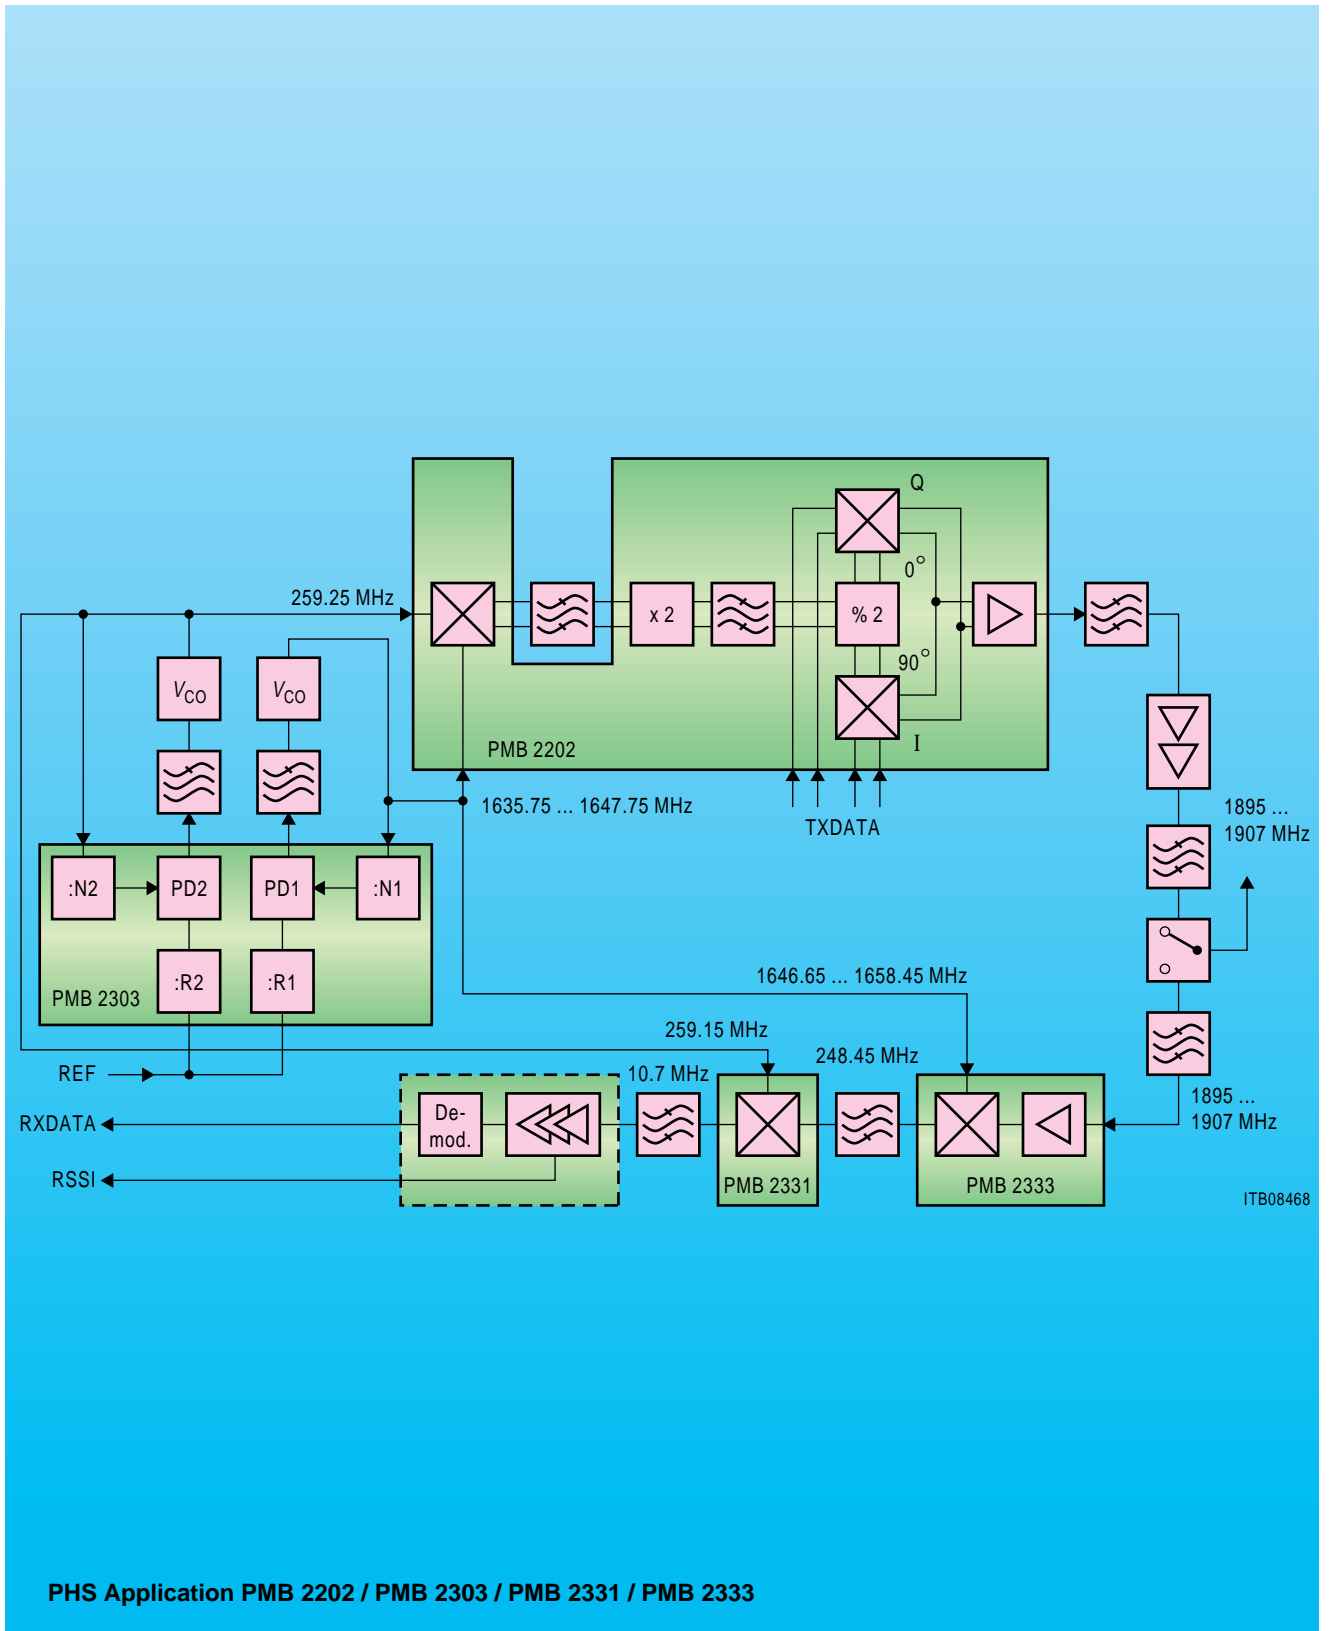 Q
0°
259.25 MHz
x 2
% 2
90°
VCO
VCO
I
PMB 2202
1635.75 ... 1647.75 MHz
TXDATA
1895 ...
1907 MHz
:N2
PD2
PD1
:N1
:R2
:R1
PMB 2303
1646.65 ... 1658.45 MHz
259.15 MHz
248.45 MHz
REF
10.7 MHz
1895 ...
1907 MHz
RXDATA
De-
mod.
RSSI
PMB 2331
PMB 2333
ITB08468
PHS Application PMB 2202 / PMB 2303 / PMB 2331 / PMB 2333